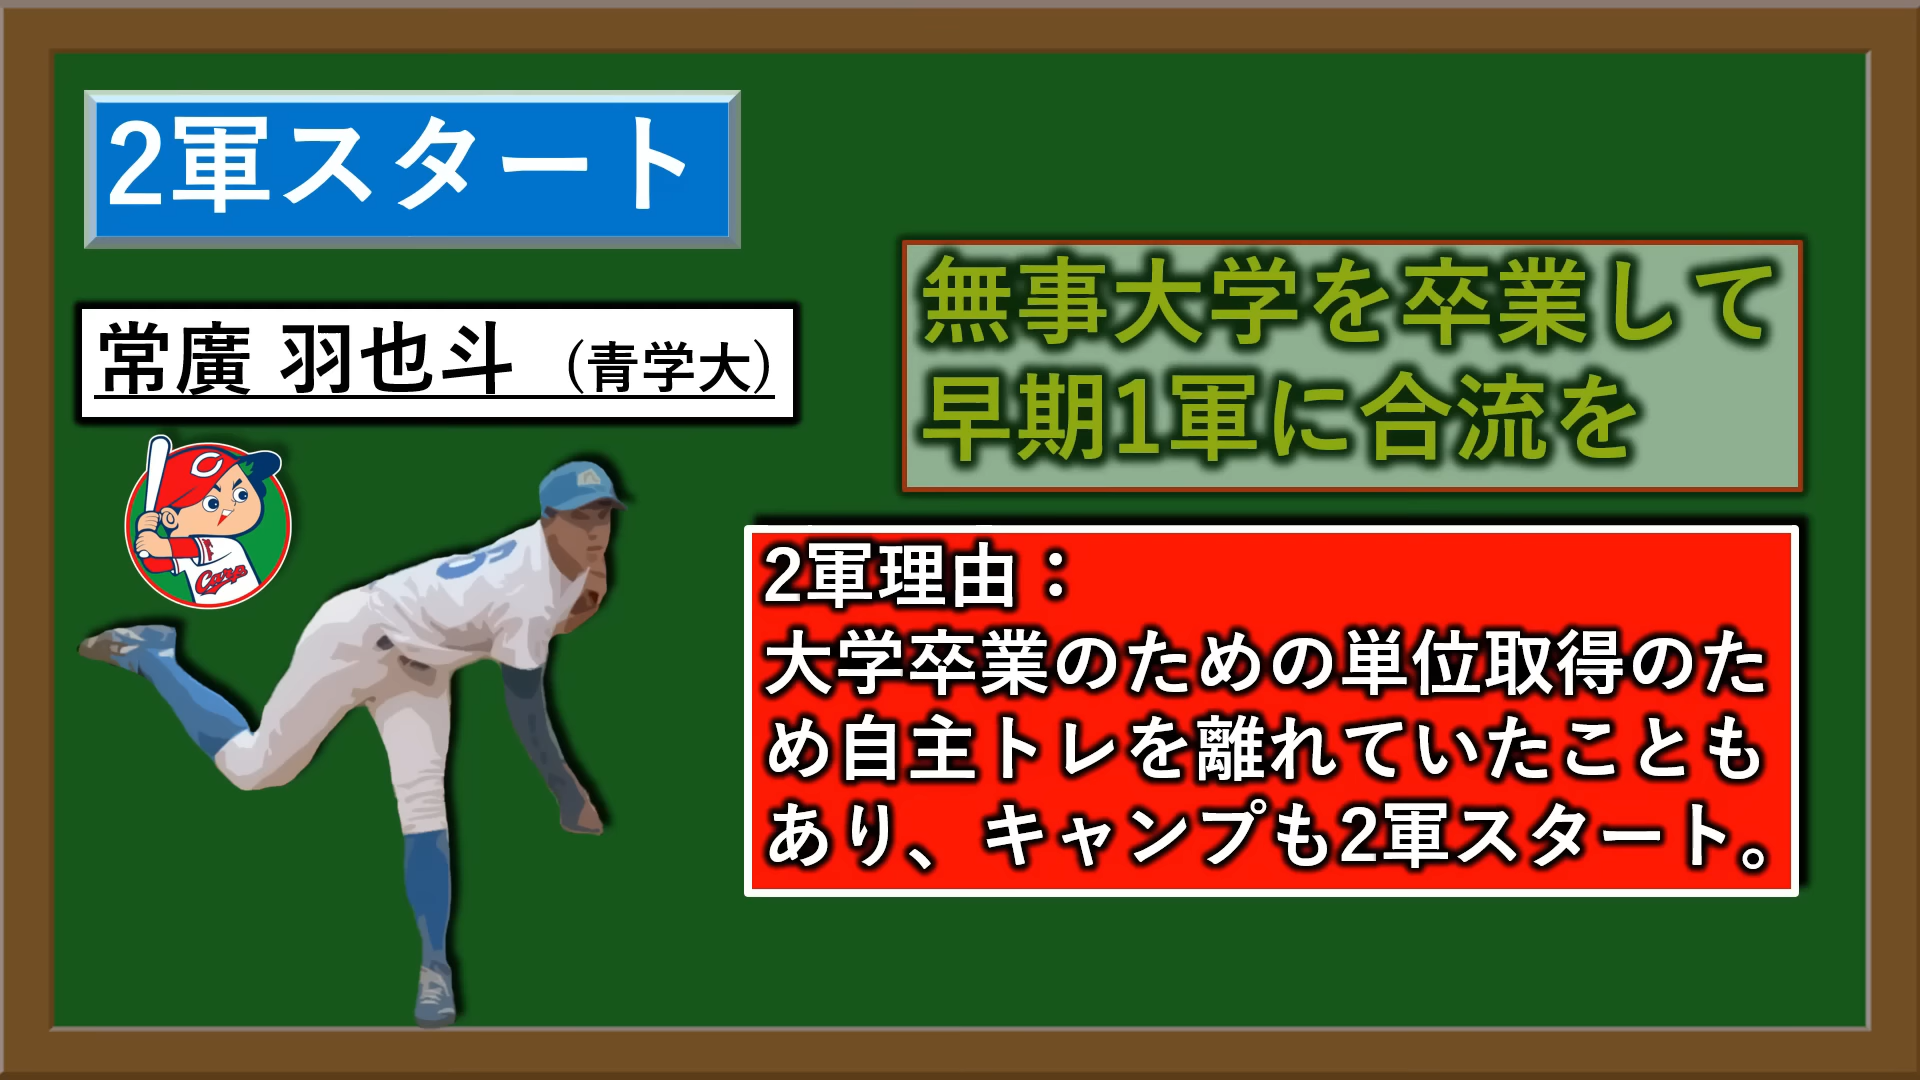 2軍スタート
無事大学を卒業して
早期1軍に合流を
常廣 羽也斗 (青学大)
C
Carp
2軍理由：
大学卒業のための単位取得のた
め自主トレを離れていたことも
あり、キャンプも2軍スタート。